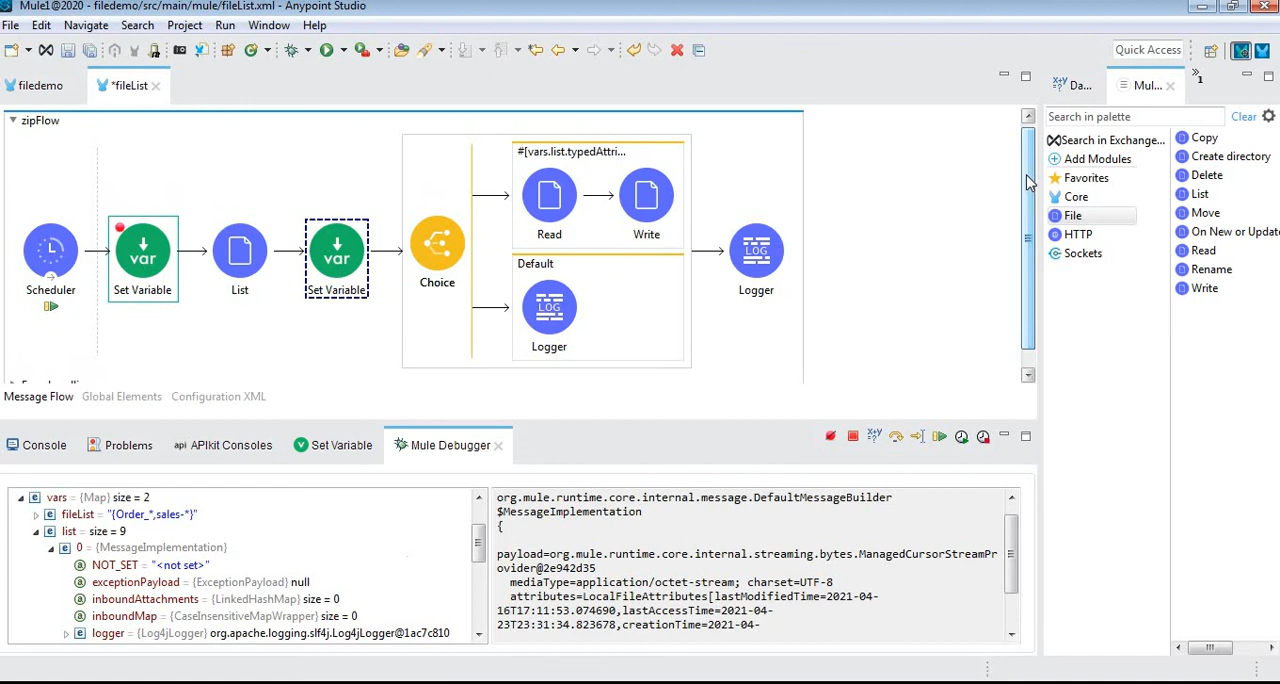 Mule1@2020 - filedemo/src/main/mule/fileList.xml - Anypoint Studio
File Edit Navigate Search Project Run Window Help
Quick Access
filedemo
*fileList
Da...
Mul...
1
zipFlow
Search in palette
Clear
Search in Exchange...
Add Modules
Favorites
Core
File
HTTP
Sockets
Copy
Create directory
Delete
List
Move
On New or Update
Read
Rename
Write
Scheduler
var
Set Variable
List
var
Set Variable
Choice
#[vars.list.typedAttri...
Read
Write
Default
LOG
Logger
LOG
Logger
Message Flow Global Elements Configuration XML
Console
Problems
api APIkit Consoles
Set Variable
Mule Debugger
x+y
vars = {Map} size = 2
fileList = "{Order_*,sales-*}"
list = size = 9
0 = {MessageImplementation}
NOT_SET = "<not set>"
exceptionPayload = {ExceptionPayload} null
inboundAttachments = {LinkedHashMap} size = 0
inboundMap = {CaseInsensitiveMapWrapper} size = 0
logger = {Log4jLogger} org.apache.logging.slf4j.Log4jLogger@1ac7c810
org.mule.runtime.core.internal.message.DefaultMessageBuilder
$MessageImplementation
{
payload=org.mule.runtime.core.internal.streaming.bytes.ManagedCursorStreamPr
ovider@2e942d35
mediaType=application/octet-stream; charset=UTF-8
attributes=LocalFileAttributes[lastModifiedTime=2021-04-
16T17:11:53.074690,lastAccessTime=2021-04-
23T23:31:34.823678,creationTime=2021-04-